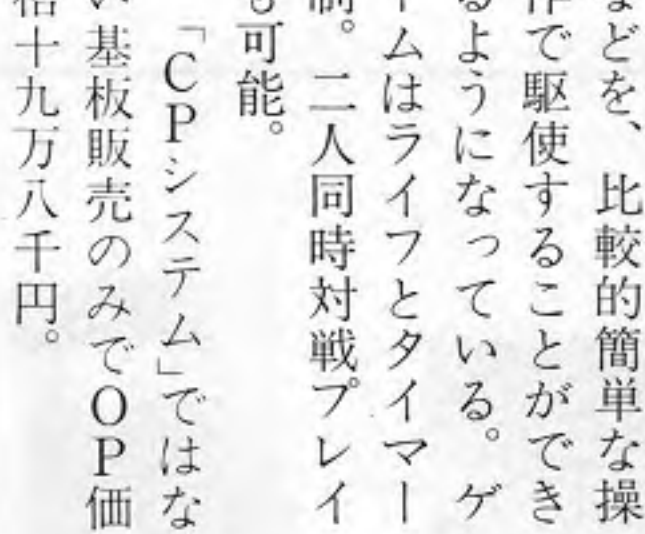 などを、比較的簡単な操
作で駆使することができ
るようになっている。ゲ
ームはライフとタイマー
制。二人同時対戦プレイ
も可能。
「CPシステム」ではな
い基板販売のみでOP価
格十九万八千円。